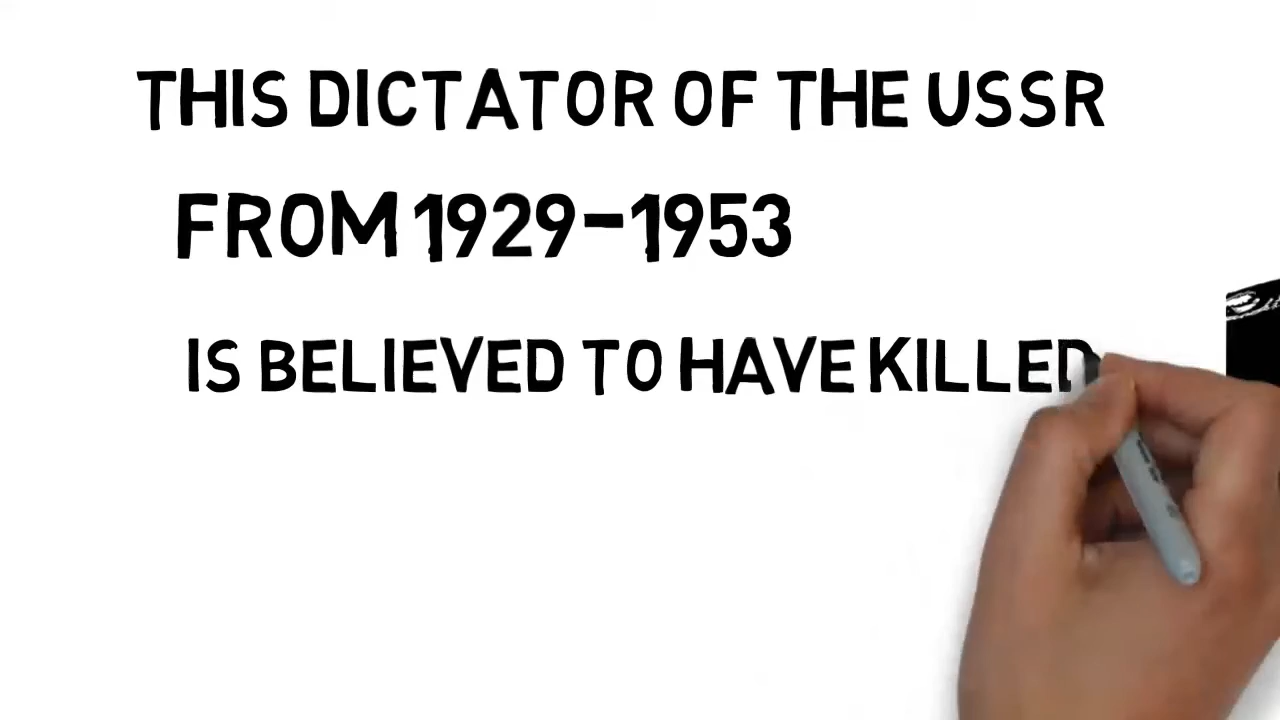 THIS DICTATOR OF THE USSR
FROM 1929-1953
IS BELIEVED TO HAVE KILLED